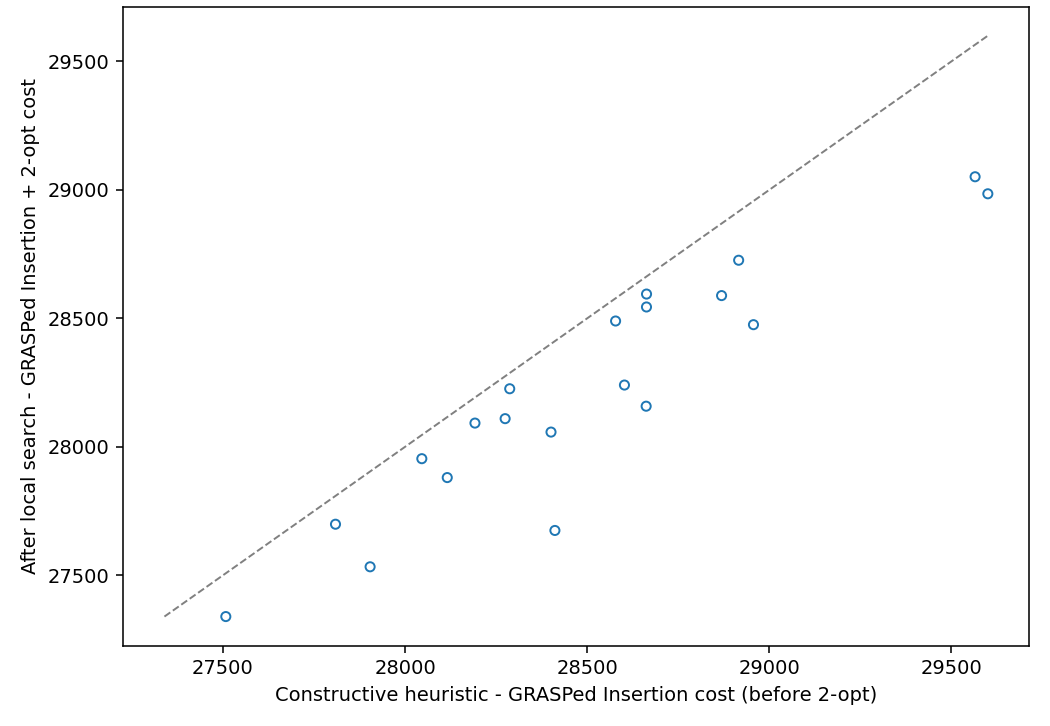 29500
29000
28500
28000
27500
After local search - GRASPed Insertion + 2-opt cost
27500 28000 28500 29000 29500
Constructive heuristic - GRASPed Insertion cost (before 2-opt)